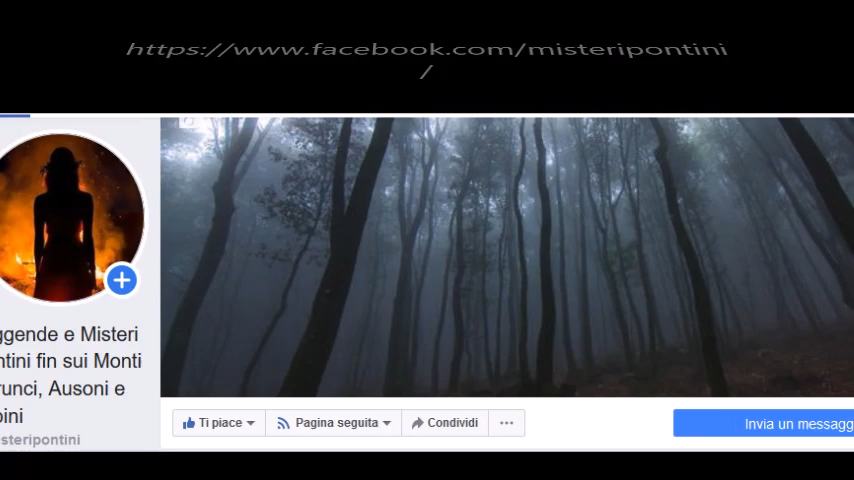 https://www.facebook.com/misteripontini
/
ggende e Misteri
ntini fin sui Monti
runci, Ausoni e
pini
steripontini
Ti piace
Pagina seguita
Condividi
Invia un messagg